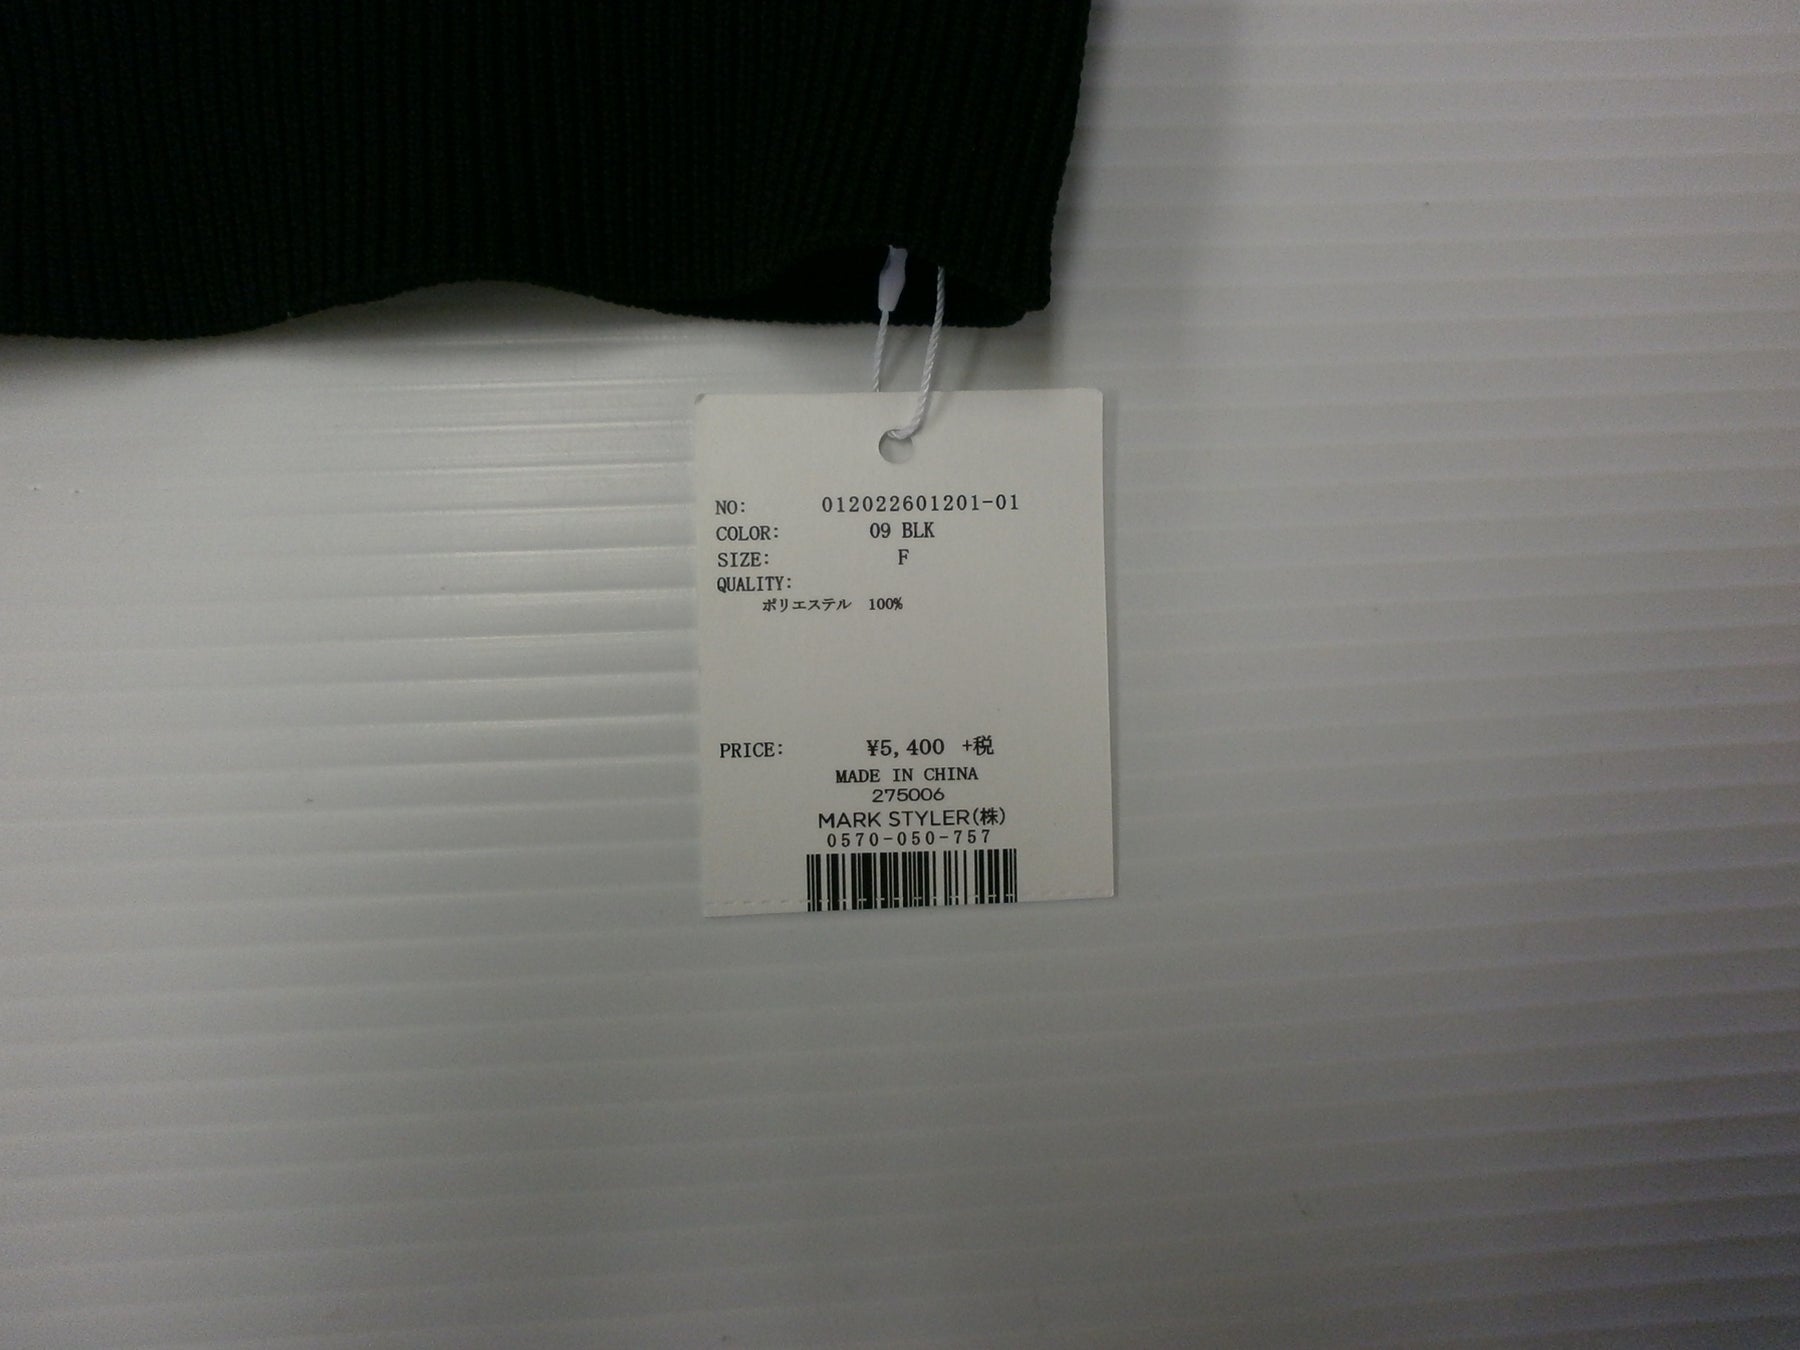 NO: 012022601201-01
COLOR: 09 BLK
SIZE: F
QUALITY:
ポリエステル 100%
PRICE: ¥5,400 +税
MADE IN CHINA
275006
MARK STYLER(株)
0570-050-757